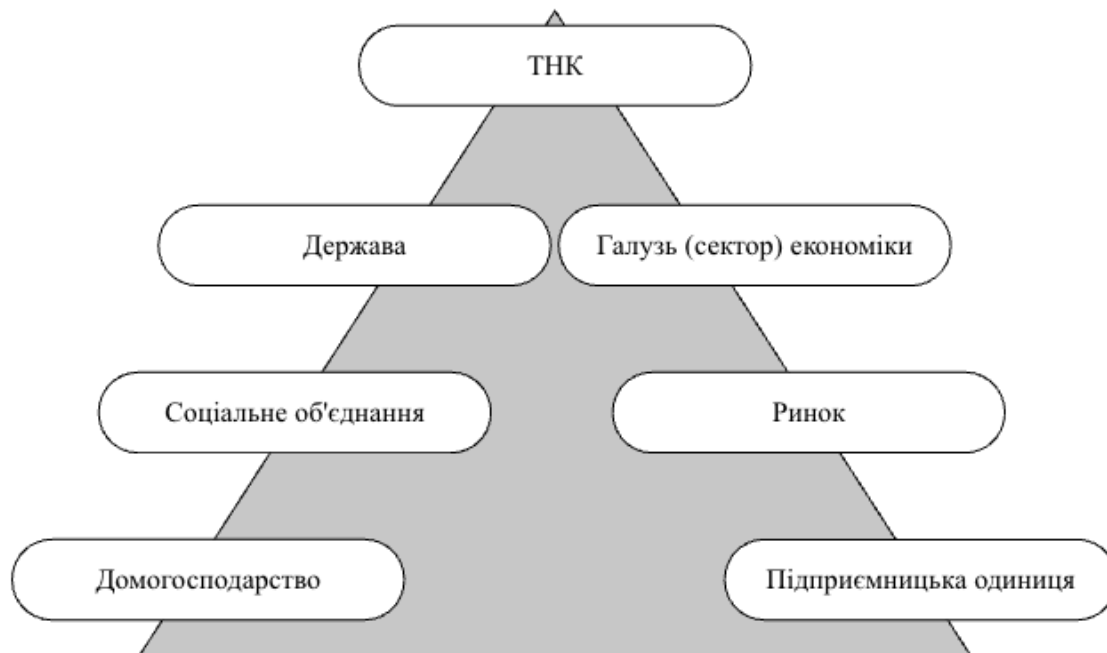 ТНК
Держава
Галузь (сектор) економіки
Соціальне об'єднання
Ринок
Домогосподарство
Підприємницька одиниця